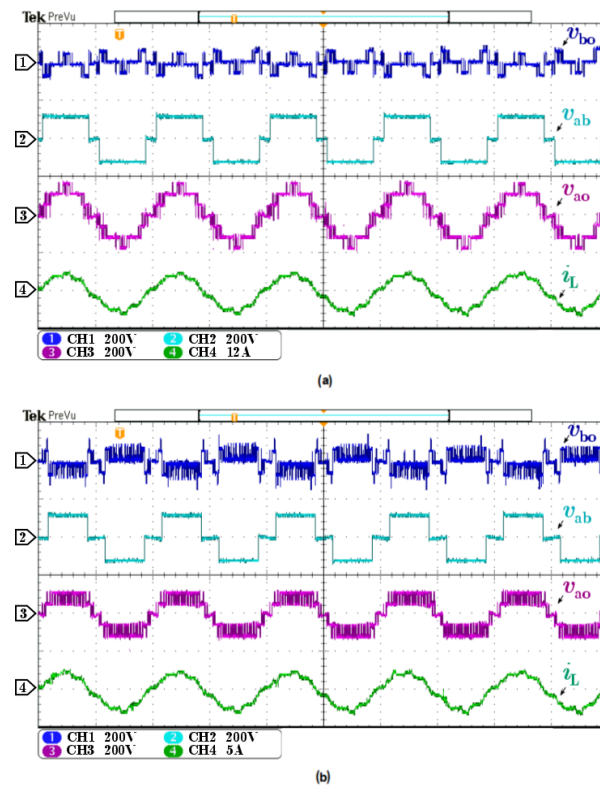 Tek PreVu
T
T
1
v_bo
2
v_ab
3
v_ao
4
i_L
1 CH1 200V 2 CH2 200V
3 CH3 200V 4 CH4 12A
(a)
Tek PreVu
T
T
1
v_bo
2
v_ab
3
v_ao
4
i_L
1 CH1 200V 2 CH2 200V
3 CH3 200V 4 CH4 5A
(b)